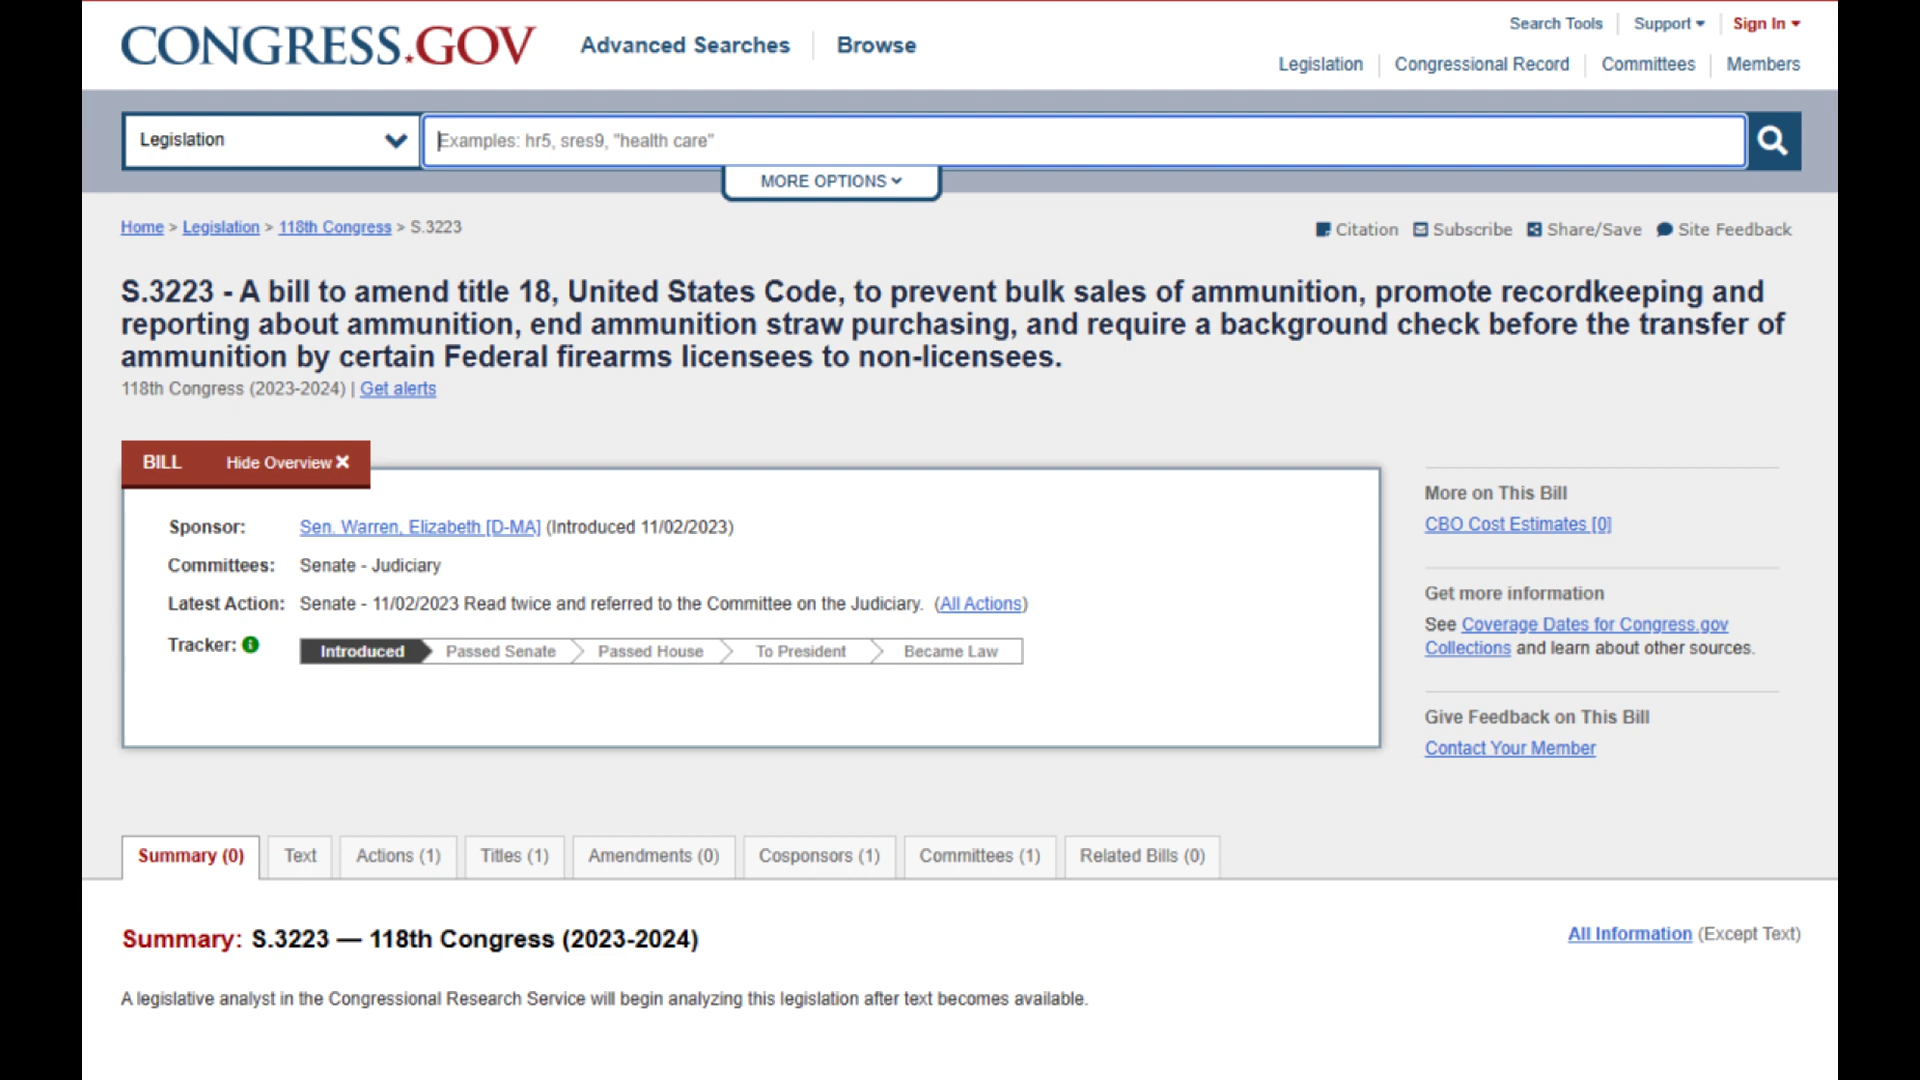 CONGRESS.GOV
Advanced Searches
Browse
Search Tools
Support
Sign In
Legislation
Congressional Record
Committees
Members
Legislation
Examples: hr5, sres9, "health care"
MORE OPTIONS
Home > Legislation > 118th Congress > S.3223
Citation
Subscribe
Share/Save
Site Feedback
S.3223 - A bill to amend title 18, United States Code, to prevent bulk sales of ammunition, promote recordkeeping and
reporting about ammunition, end ammunition straw purchasing, and require a background check before the transfer of
ammunition by certain Federal firearms licensees to non-licensees.
118th Congress (2023-2024) | Get alerts
BILL
Hide Overview
Sponsor: Sen. Warren, Elizabeth [D-MA] (Introduced 11/02/2023)
Committees: Senate - Judiciary
Latest Action: Senate - 11/02/2023 Read twice and referred to the Committee on the Judiciary. (All Actions)
Tracker:
Introduced
Passed Senate
Passed House
To President
Became Law
More on This Bill
CBO Cost Estimates [0]
Get more information
See Coverage Dates for Congress.gov
Collections and learn about other sources.
Give Feedback on This Bill
Contact Your Member
Summary (0)
Text
Actions (1)
Titles (1)
Amendments (0)
Cosponsors (1)
Committees (1)
Related Bills (0)
Summary: S.3223 — 118th Congress (2023-2024)
All Information (Except Text)
A legislative analyst in the Congressional Research Service will begin analyzing this legislation after text becomes available.